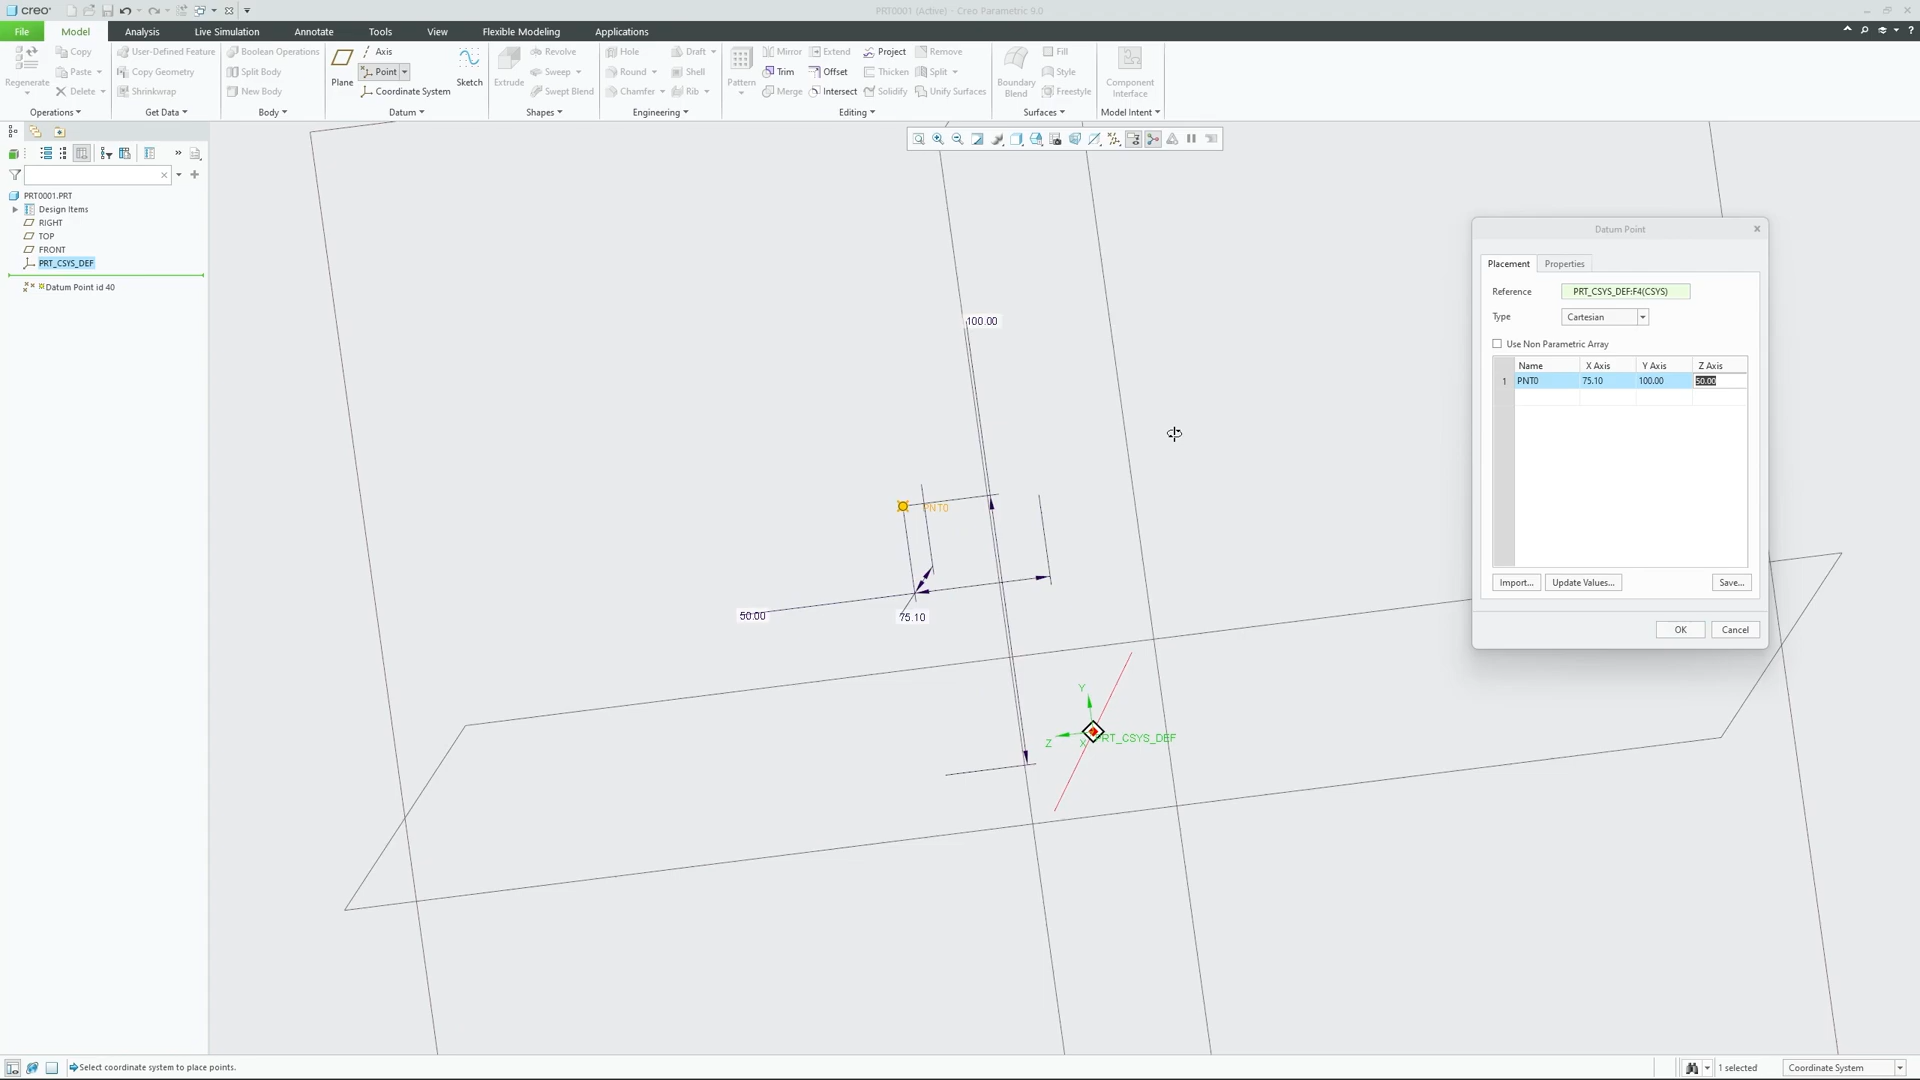 creo®
PRT0001 (Active) - Creo Parametric 9.0
File Model Analysis Live Simulation Annotate Tools View Flexible Modeling Applications
Regenerate
Copy
Paste
Delete
Operations
User-Defined Feature
Copy Geometry
Shrinkwrap
Get Data
Boolean Operations
Split Body
New Body
Body
Plane
Axis
Point
Coordinate System
Sketch
Datum
Extrude
Revolve
Sweep
Swept Blend
Shapes
Hole
Round
Chamfer
Draft
Shell
Rib
Engineering
Pattern
Mirror
Trim
Merge
Extend
Offset
Intersect
Project
Thicken
Solidify
Remove
Split
Unify Surfaces
Editing
Boundary
Blend
Fill
Style
Freestyle
Surfaces
Component
Interface
Model Intent
PRT0001.PRT
Design Items
RIGHT
TOP
FRONT
PRT_CSYS_DEF
Datum Point id 40
100.00
PNT0
50.00
75.10
Y
Z
X
PRT_CSYS_DEF
Datum Point
Placement Properties
Reference PRT_CSYS_DEF:F4(CSYS)
Type Cartesian
Use Non Parametric Array
Name X Axis Y Axis Z Axis
1 PNT0 75.10 100.00 50.00
Import... Update Values... Save...
OK Cancel
Select coordinate system to place points.
1 selected
Coordinate System